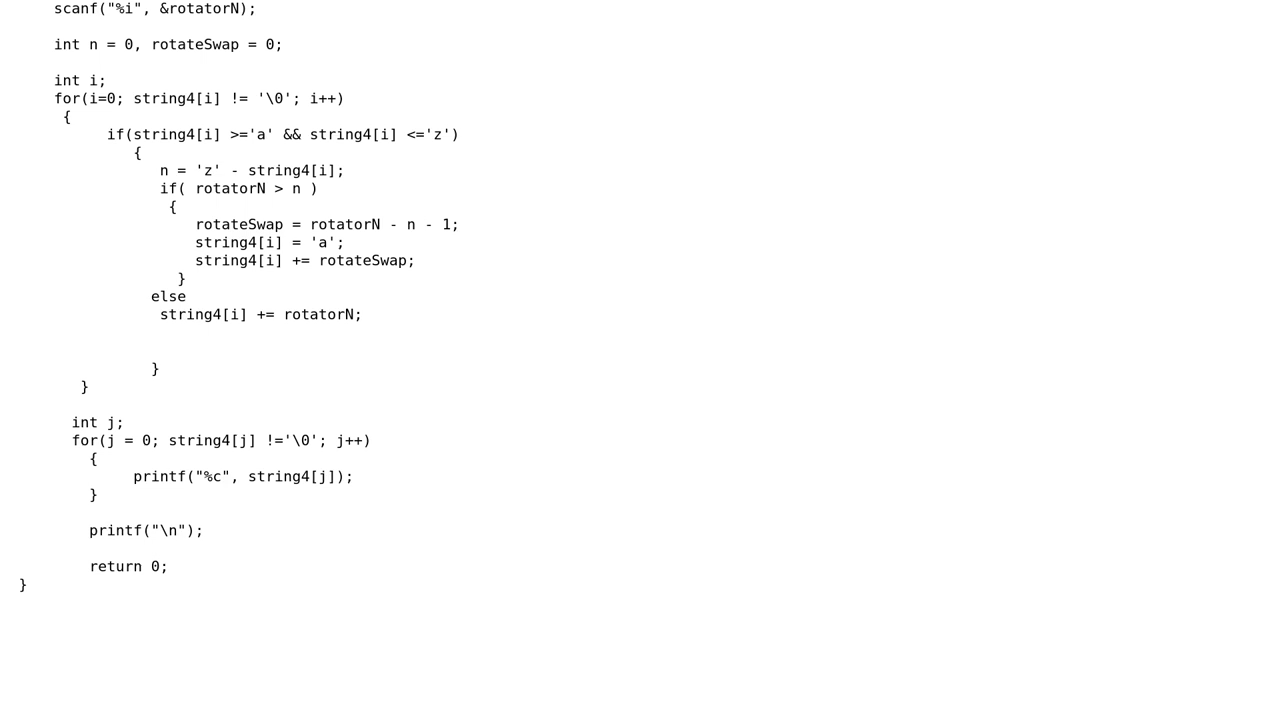 scanf("%i", &rotatorN);
int n = 0, rotateSwap = 0;
int i;
for(i=0; string4[i] != '\0'; i++)
{
if(string4[i] >='a' && string4[i] <='z')
{
n = 'z' - string4[i];
if( rotatorN > n )
{
rotateSwap = rotatorN - n - 1;
string4[i] = 'a';
string4[i] += rotateSwap;
}
else
string4[i] += rotatorN;
}
}
int j;
for(j = 0; string4[j] !='\0'; j++)
{
printf("%c", string4[j]);
}
printf("\n");
return 0;
}